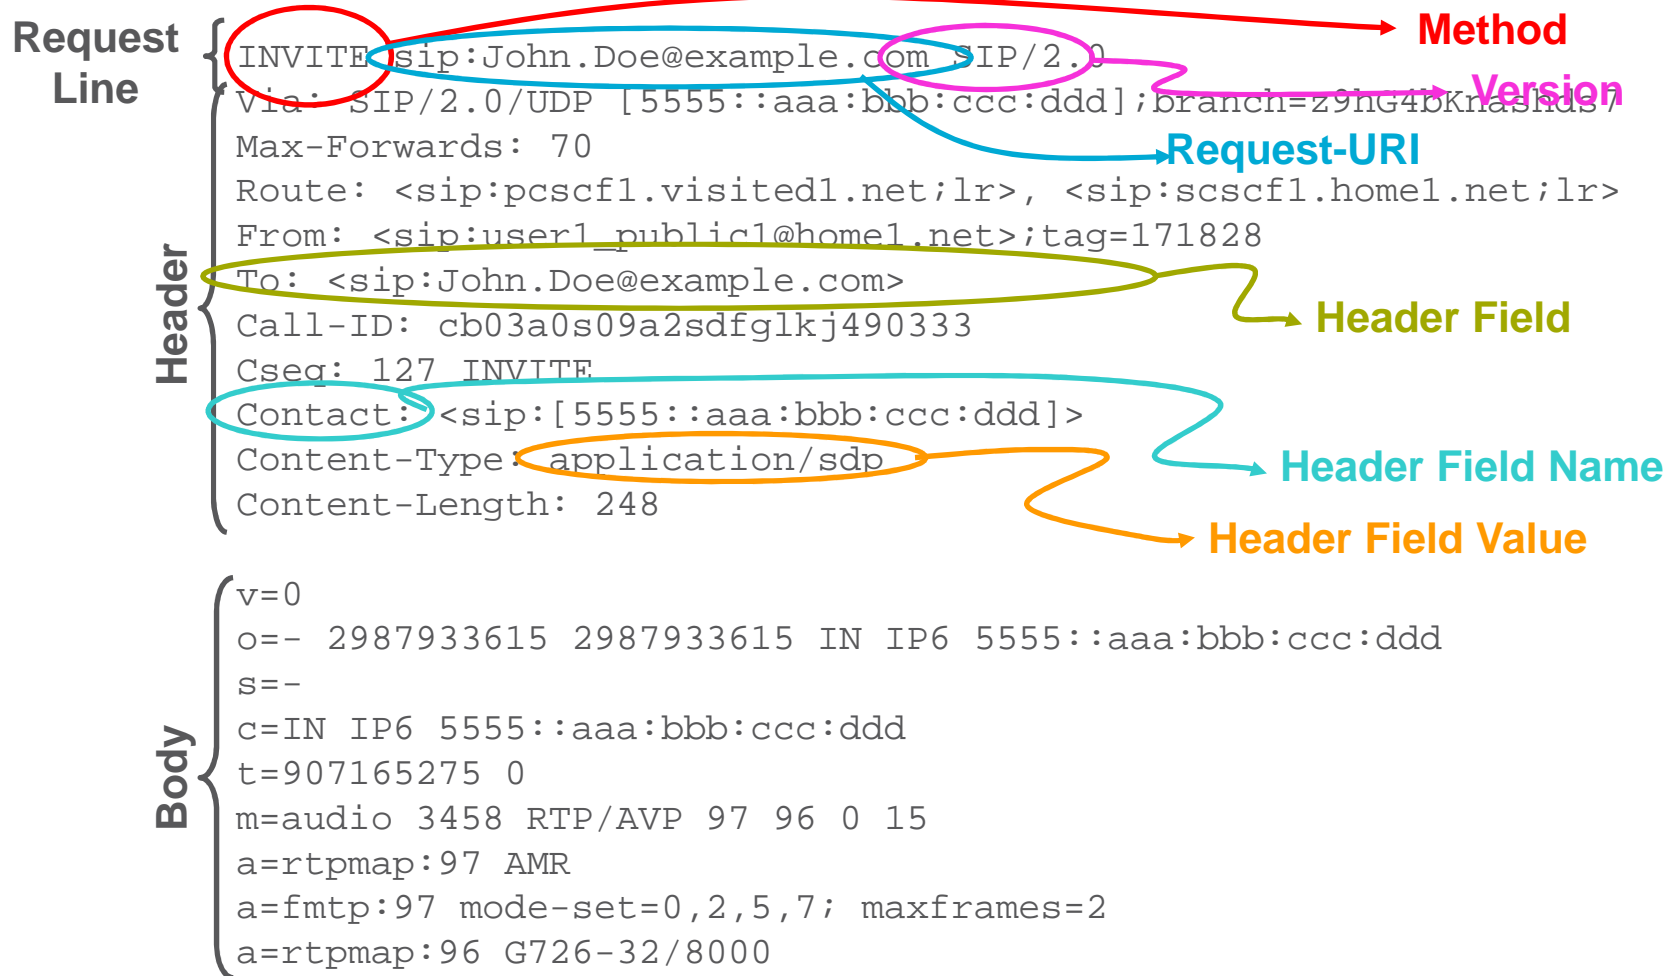 Request Line
Method
INVITE sip:John.Doe@example.com SIP/2.0
Version
Via: SIP/2.0/UDP [5555::aaa:bbb:ccc:ddd];branch=z9hG4bKnashds7
Max-Forwards: 70
Request-URI
Route: <sip:pcscf1.visited1.net;lr>, <sip:scscf1.home1.net;lr>
From: <sip:user1_public1@home1.net>;tag=171828
Header
To: <sip:John.Doe@example.com>
Header Field
Call-ID: cb03a0s09a2sdfglkj490333
Cseq: 127 INVITE
Contact: <sip:[5555::aaa:bbb:ccc:ddd]>
Content-Type: application/sdp
Header Field Name
Content-Length: 248
Header Field Value
v=0
o=- 2987933615 2987933615 IN IP6 5555::aaa:bbb:ccc:ddd
s=-
c=IN IP6 5555::aaa:bbb:ccc:ddd
Body
t=907165275 0
m=audio 3458 RTP/AVP 97 96 0 15
a=rtpmap:97 AMR
a=fmtp:97 mode-set=0,2,5,7; maxframes=2
a=rtpmap:96 G726-32/8000